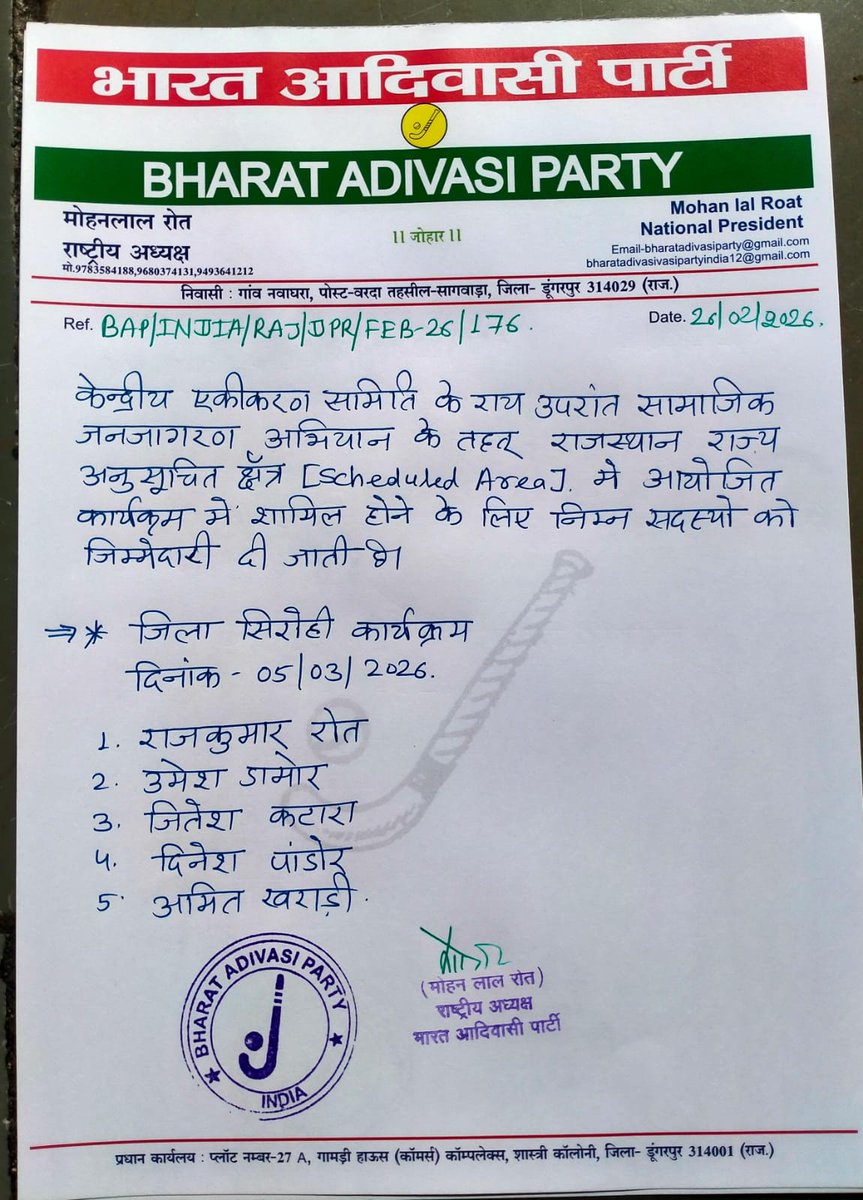 भारत आदिवासी पार्टी
BHARAT ADIVASI PARTY
मोहनलाल रोत
राष्ट्रीय अध्यक्ष
मो.9783584188,9680374131,9493641212
।। जोहार ।।
Mohan lal Roat
National President
Email-bharatadivasiparty@gmail.com
bharatadivasivasipartyindia12@gmail.com
निवासी : गांव नवाघरा, पोस्ट-वरदा तहसील-सागवाड़ा, जिला- डूंगरपुर 314029 (राज.)
Ref. BAP/INDIA/RAJ/DPR/FEB-26/176.
Date. 26/02/2026.
केन्द्रीय एकीकरण समिति के राय उपरांत सामाजिक
जनजागरण अभियान के तहत् राजस्थान राज्य
अनुसूचित क्षैत्र [Scheduled Area]. मे आयोजित
कार्यक्रम में शामिल होने के लिए निम्न सदस्यो को
जिम्मेदारी दी जाती है।
⇒* जिला सिरोही कार्यक्रम
दिनांक - 05/03/2026.
1. राजकुमार रोत
2. उमेश डामोर
3. जितेश कटारा
4. दिनेश पांडोर
5. अमित खराड़ी.
BHARAT ADIVASI PARTY
INDIA
(मोहन लाल रोत)
राष्ट्रीय अध्यक्ष
भारत आदिवासी पार्टी
प्रधान कार्यलय : प्लॉट नम्बर-27 A, गामड़ी हाऊस (कॉमर्स) कॉम्पलेक्स, शास्त्री कॉलोनी, जिला- डूंगरपुर 314001 (राज.)